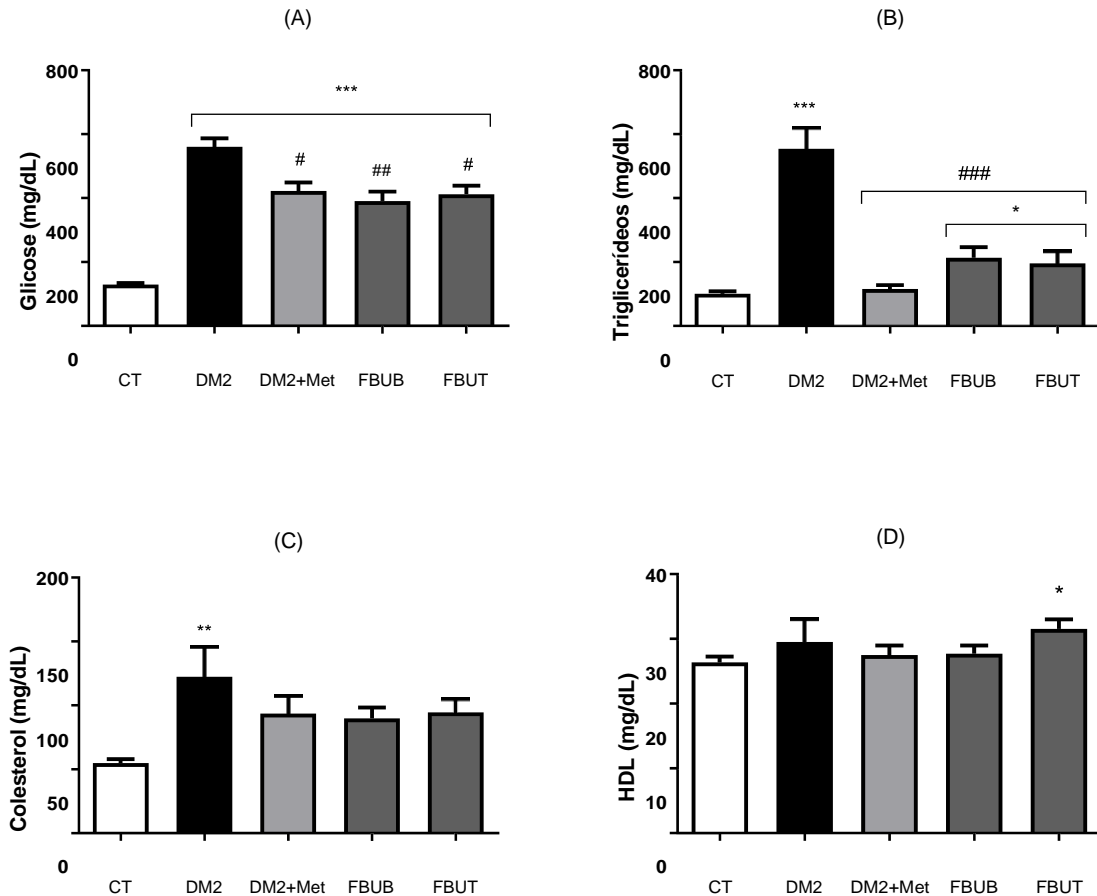 (A)
800
600
400
200
0
Glicose (mg/dL)
***
#
##
#
CT DM2 DM2+Met FBUB FBUT
(B)
800
600
400
200
0
Triglicerídeos (mg/dL)
***
###
*
CT DM2 DM2+Met FBUB FBUT
(C)
200
150
100
50
0
Colesterol (mg/dL)
**
CT DM2 DM2+Met FBUB FBUT
(D)
40
30
20
10
0
HDL (mg/dL)
*
CT DM2 DM2+Met FBUB FBUT